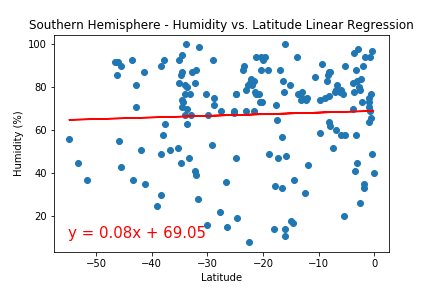 Southern Hemisphere - Humidity vs. Latitude Linear Regression
100
80
60
40
20
Humidity (%)
y = 0.08x + 69.05
−50
−40
−30
−20
−10
0
Latitude